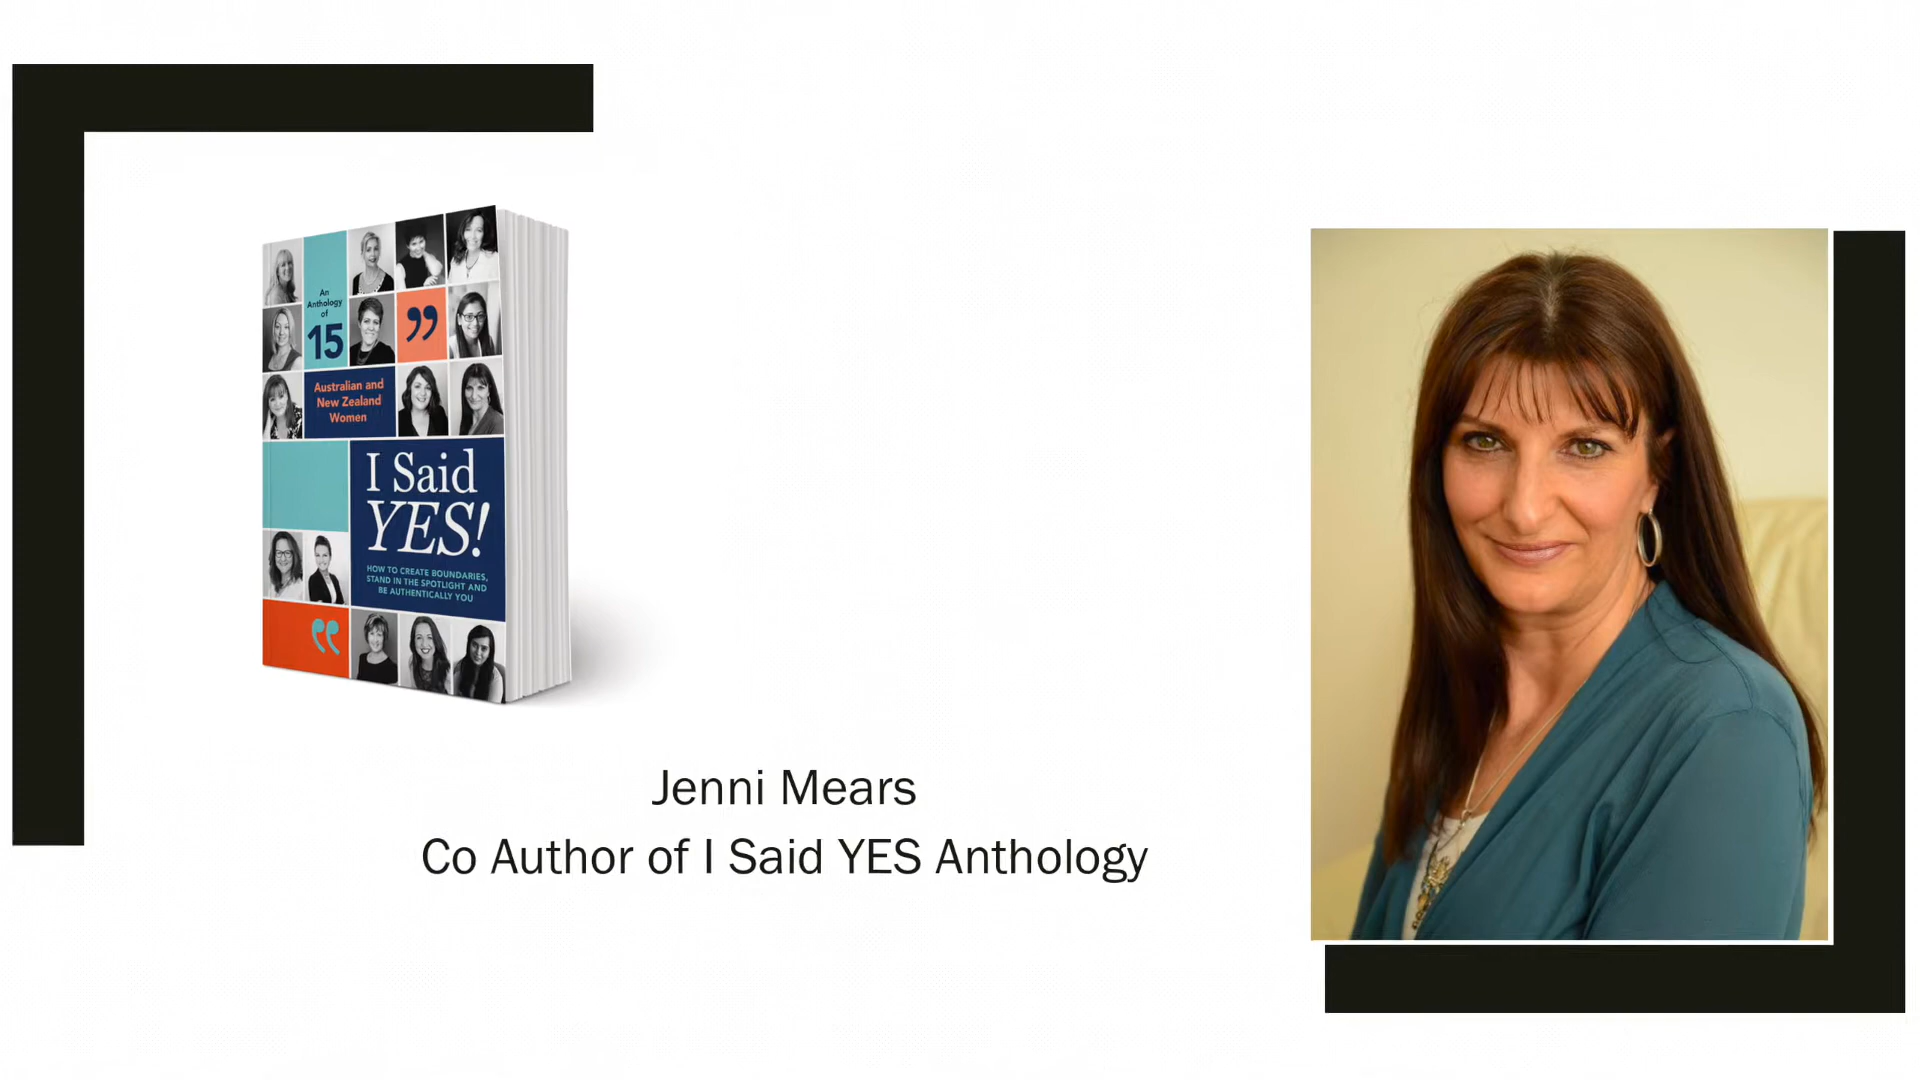 An
Anthology
of
15
”
Australian and
New Zealand
Women
I Said
YES!
HOW TO CREATE BOUNDARIES,
STAND IN THE SPOTLIGHT AND
BE AUTHENTICALLY YOU
“
Jenni Mears
Co Author of I Said YES Anthology